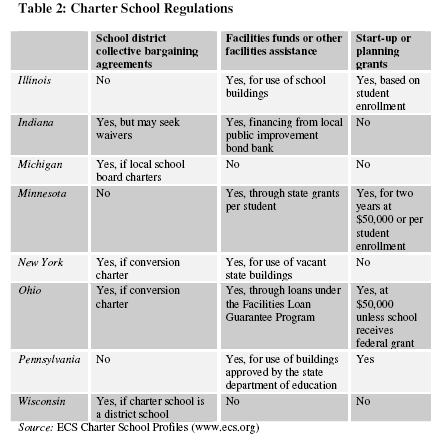 Table 2: Charter School Regulations
School district collective bargaining agreements | Facilities funds or other facilities assistance | Start-up or planning grants
Illinois | No | Yes, for use of school buildings | Yes, based on student enrollment
Indiana | Yes, but may seek waivers | Yes, financing from local public improvement bond bank | No
Michigan | Yes, if local school board charters | No | No
Minnesota | No | Yes, through state grants per student | Yes, for two years at $50,000 or per student enrollment
New York | Yes, if conversion charter | Yes, for use of vacant state buildings | No
Ohio | Yes, if conversion charter | Yes, through loans under the Facilities Loan Guarantee Program | Yes, at $50,000 unless school receives federal grant
Pennsylvania | No | Yes, for use of buildings approved by the state department of education | Yes
Wisconsin | Yes, if charter school is a district school | No | No
Source: ECS Charter School Profiles (www.ecs.org)